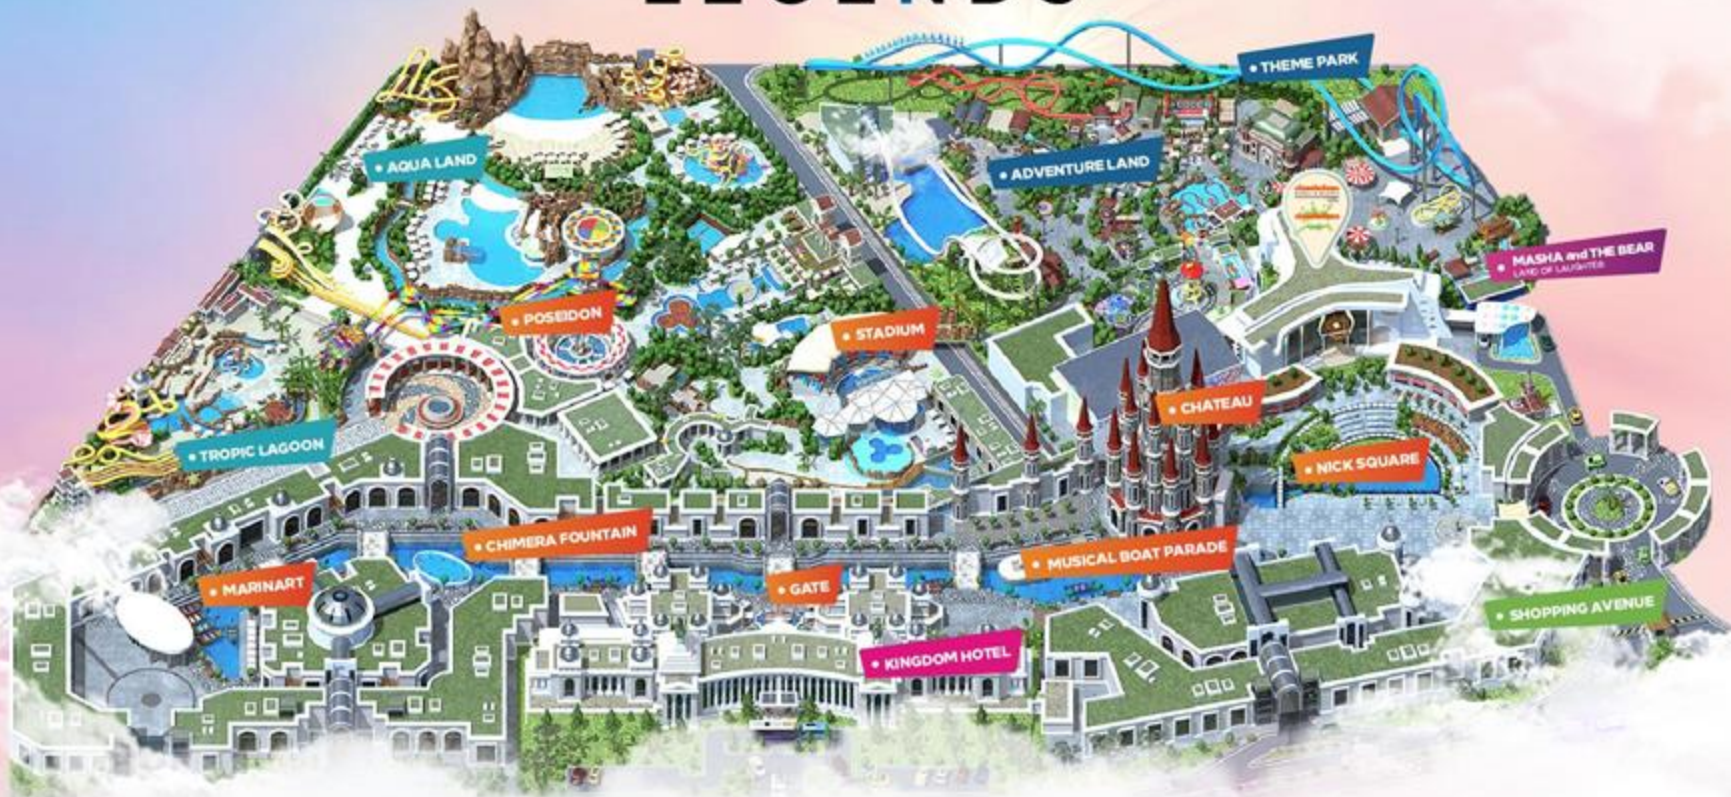 LEGENDS
THEME PARK
AQUA LAND
ADVENTURE LAND
MASHA and THE BEAR
LAND OF LAUGHTER
POSEIDON
STADIUM
CHATEAU
TROPIC LAGOON
NICK SQUARE
CHIMERA FOUNTAIN
MUSICAL BOAT PARADE
MARINART
GATE
SHOPPING AVENUE
KINGDOM HOTEL